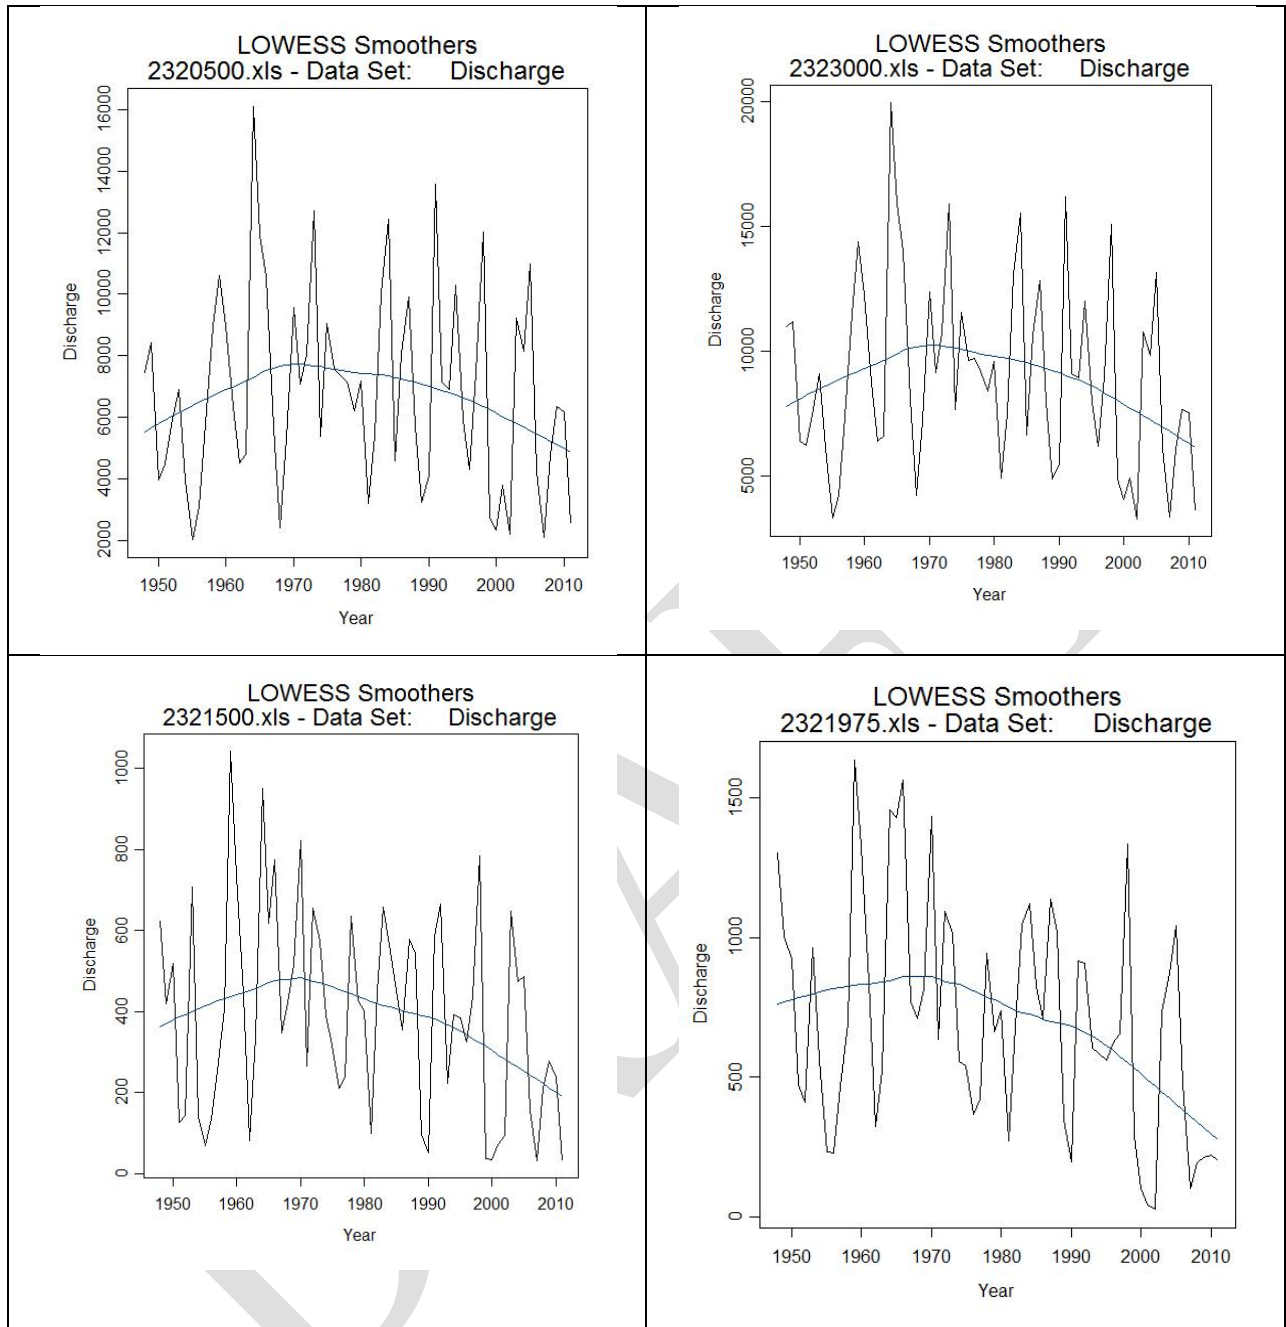 LOWESS Smoothers
2320500.xls - Data Set: Discharge
16000
14000
12000
10000
8000
6000
4000
2000
Discharge
1950 1960 1970 1980 1990 2000 2010
Year
LOWESS Smoothers
2323000.xls - Data Set: Discharge
20000
15000
10000
5000
Discharge
1950 1960 1970 1980 1990 2000 2010
Year
LOWESS Smoothers
2321500.xls - Data Set: Discharge
1000
800
600
400
200
0
Discharge
1950 1960 1970 1980 1990 2000 2010
Year
LOWESS Smoothers
2321975.xls - Data Set: Discharge
1500
1000
500
0
Discharge
1950 1960 1970 1980 1990 2000 2010
Year